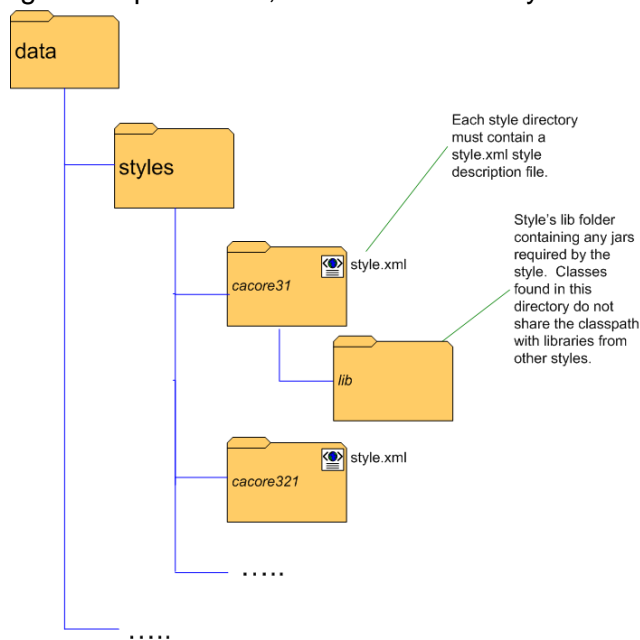 data
styles
Each style directory
must contain a
style.xml style
description file.
style.xml
cacore31
Style's lib folder
containing any jars
required by the
style. Classes
found in this
directory do not
share the classpath
with libraries from
other styles.
lib
style.xml
cacore321
.....
.....